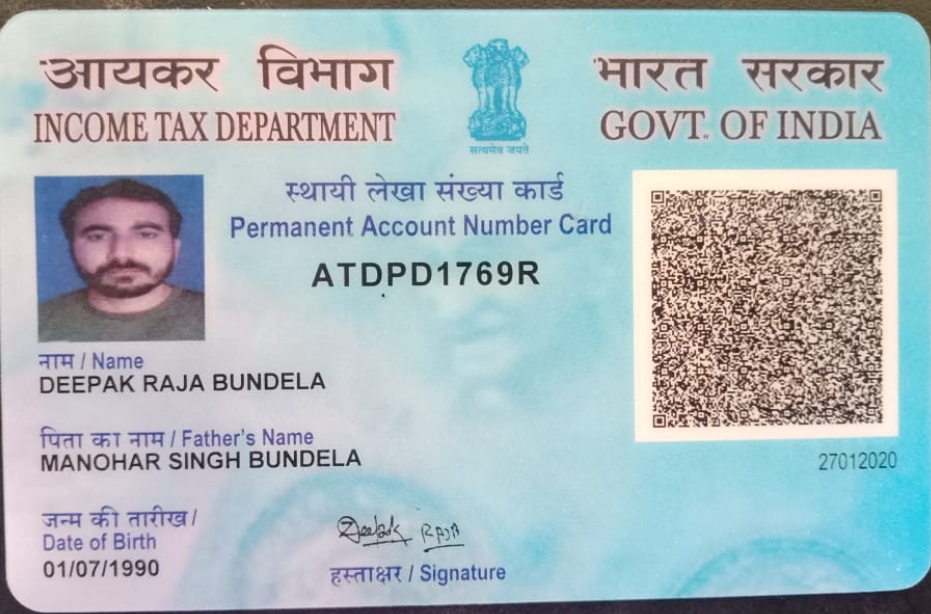 आयकर विभाग
INCOME TAX DEPARTMENT
सत्यमेव जयते
भारत सरकार
GOVT. OF INDIA
स्थायी लेखा संख्या कार्ड
Permanent Account Number Card
ATDPD1769R
नाम / Name
DEEPAK RAJA BUNDELA
पिता का नाम / Father's Name
MANOHAR SINGH BUNDELA
27012020
जन्म की तारीख /
Date of Birth
01/07/1990
Deepak RAJA
हस्ताक्षर / Signature